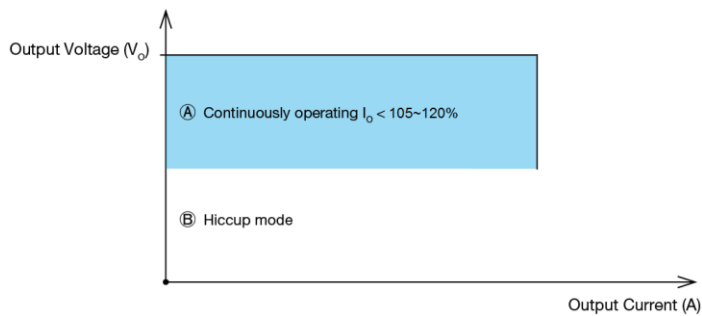 Output Voltage (Vo)
Ⓐ Continuously operating Io < 105~120%
Ⓑ Hiccup mode
Output Current (A)